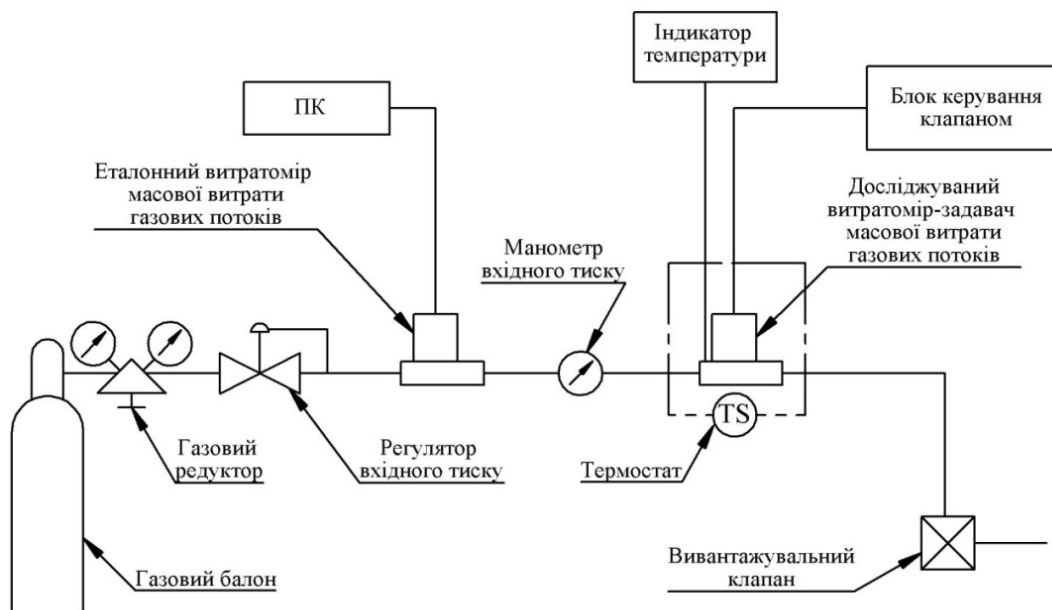 Індикатор
температури
ПК
Блок керування
клапаном
Еталонний витратомір
масової витрати
газових потоків
Досліджуваний
витратомір-задавач
масової витрати
газових потоків
Манометр
вхідного тиску
TS
Газовий
редуктор
Регулятор
вхідного тиску
Термостат
Газовий балон
Вивантажувальний
клапан